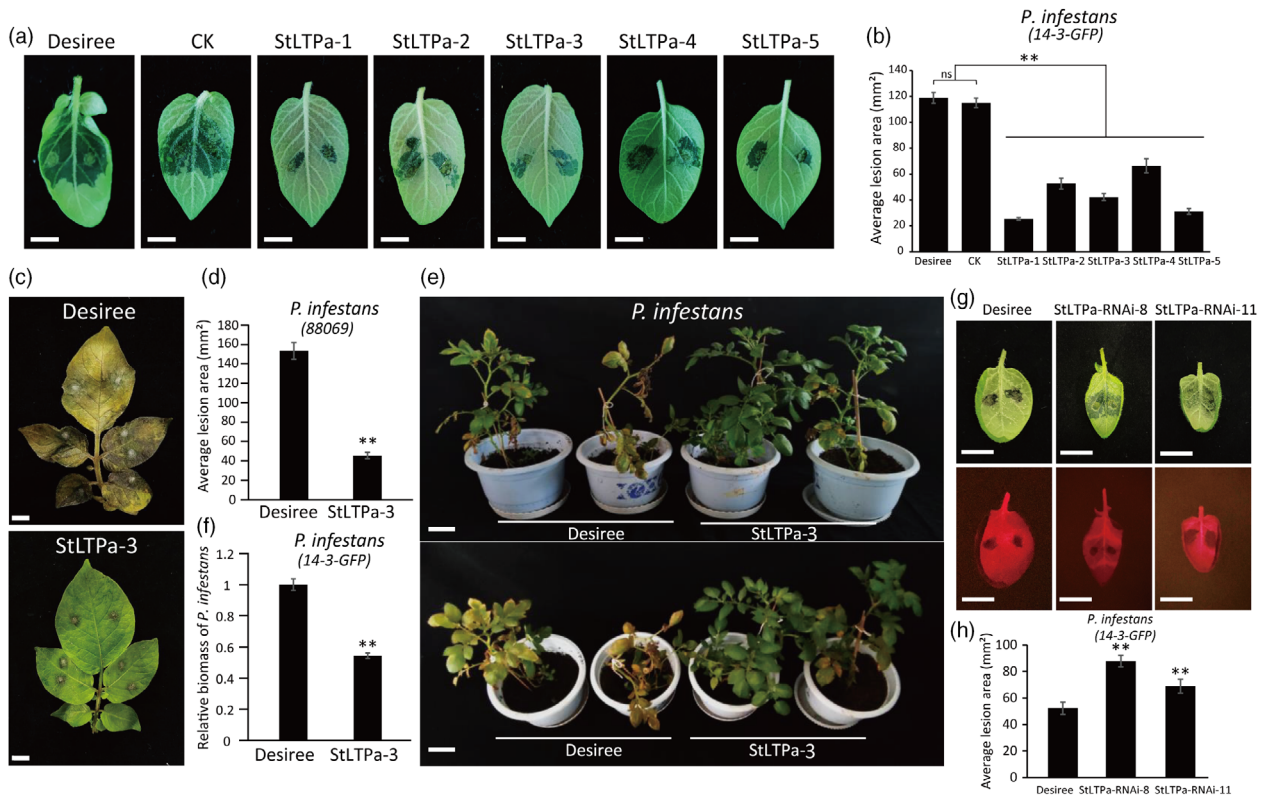 (a)
Desiree CK StLTPa-1 StLTPa-2 StLTPa-3 StLTPa-4 StLTPa-5
(b)
P. infestans
(14-3-GFP)
Average lesion area (mm²)
140
120
100
80
60
40
20
0
ns
**
Desiree CK StLTPa-1 StLTPa-2 StLTPa-3 StLTPa-4 StLTPa-5
(c)
Desiree
StLTPa-3
(d)
P. infestans
(88069)
Average lesion area (mm²)
180
160
140
120
100
80
60
40
20
0
**
Desiree StLTPa-3
(e)
P. infestans
Desiree StLTPa-3
Desiree StLTPa-3
(f)
P. infestans
(14-3-GFP)
Relative biomass of P. infestans
1.2
1
0.8
0.6
0.4
0.2
0
**
Desiree StLTPa-3
(g)
Desiree StLTPa-RNAi-8 StLTPa-RNAi-11
(h)
P. infestans
(14-3-GFP)
Average lesion area (mm²)
100
80
60
40
20
0
**
**
Desiree StLTPa-RNAi-8 StLTPa-RNAi-11